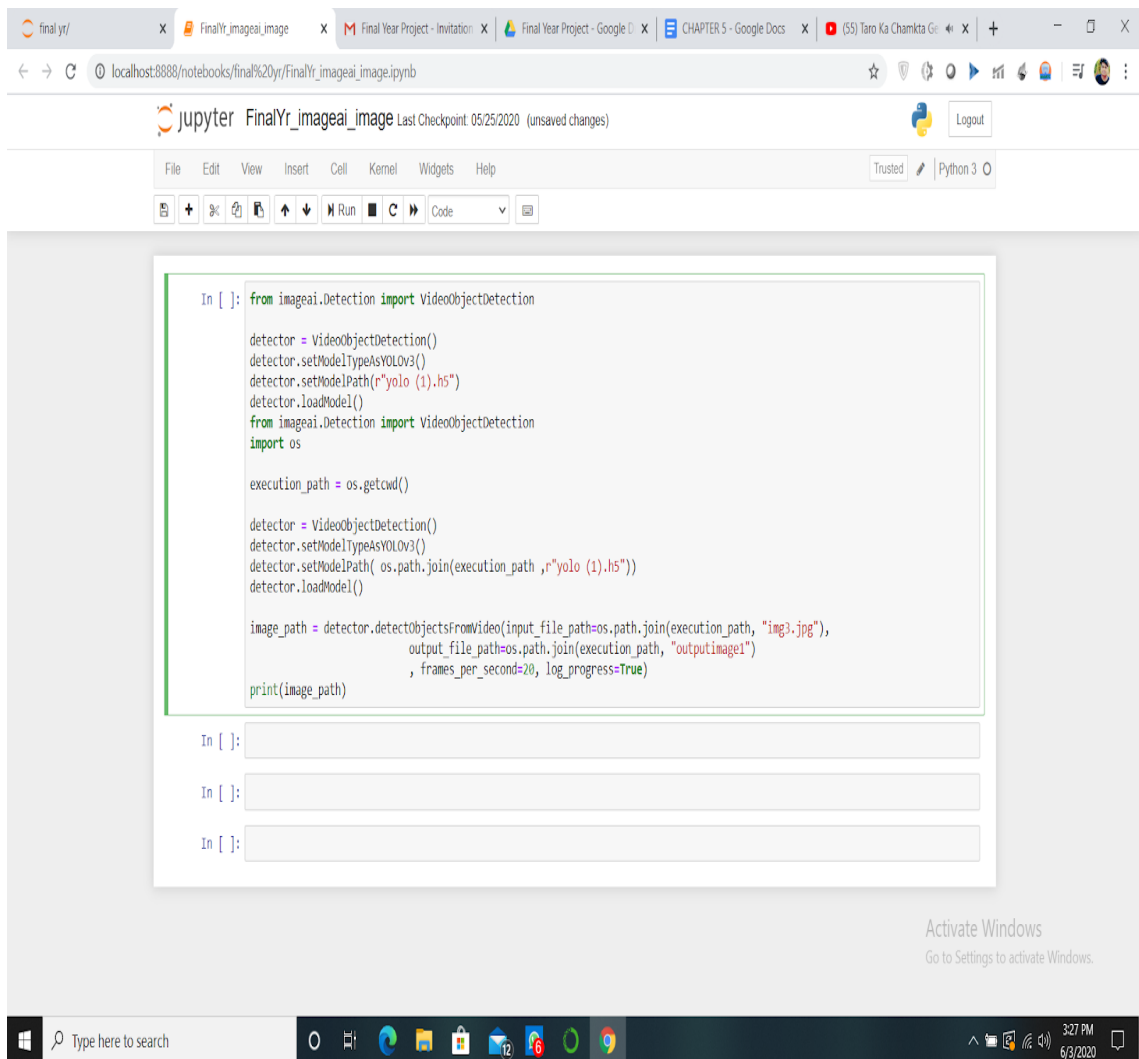 final yr/
FinalYr_imageai_image
Final Year Project - Invitation
Final Year Project - Google D
CHAPTER 5 - Google Docs
(55) Taro Ka Chamkta Ge
localhost:8888/notebooks/final%20yr/FinalYr_imageai_image.ipynb
jupyter FinalYr_imageai_image Last Checkpoint: 05/25/2020 (unsaved changes)
Logout
File Edit View Insert Cell Kernel Widgets Help
Trusted Python 3
Run Code
In [ ]: from imageai.Detection import VideoObjectDetection
detector = VideoObjectDetection()
detector.setModelTypeAsYOLOv3()
detector.setModelPath(r"yolo (1).h5")
detector.loadModel()
from imageai.Detection import VideoObjectDetection
import os
execution_path = os.getcwd()
detector = VideoObjectDetection()
detector.setModelTypeAsYOLOv3()
detector.setModelPath( os.path.join(execution_path ,r"yolo (1).h5"))
detector.loadModel()
image_path = detector.detectObjectsFromVideo(input_file_path=os.path.join(execution_path, "img3.jpg"),
output_file_path=os.path.join(execution_path, "outputimage1")
, frames_per_second=20, log_progress=True)
print(image_path)
In [ ]:
In [ ]:
In [ ]:
Activate Windows
Go to Settings to activate Windows.
Type here to search
12
6
3:27 PM
6/3/2020